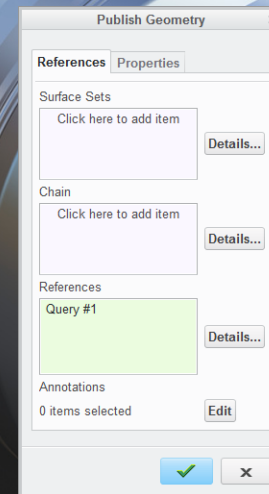 Publish Geometry
References Properties
Surface Sets
Click here to add item
Details...
Chain
Click here to add item
Details...
References
Query #1
Details...
Annotations
0 items selected Edit